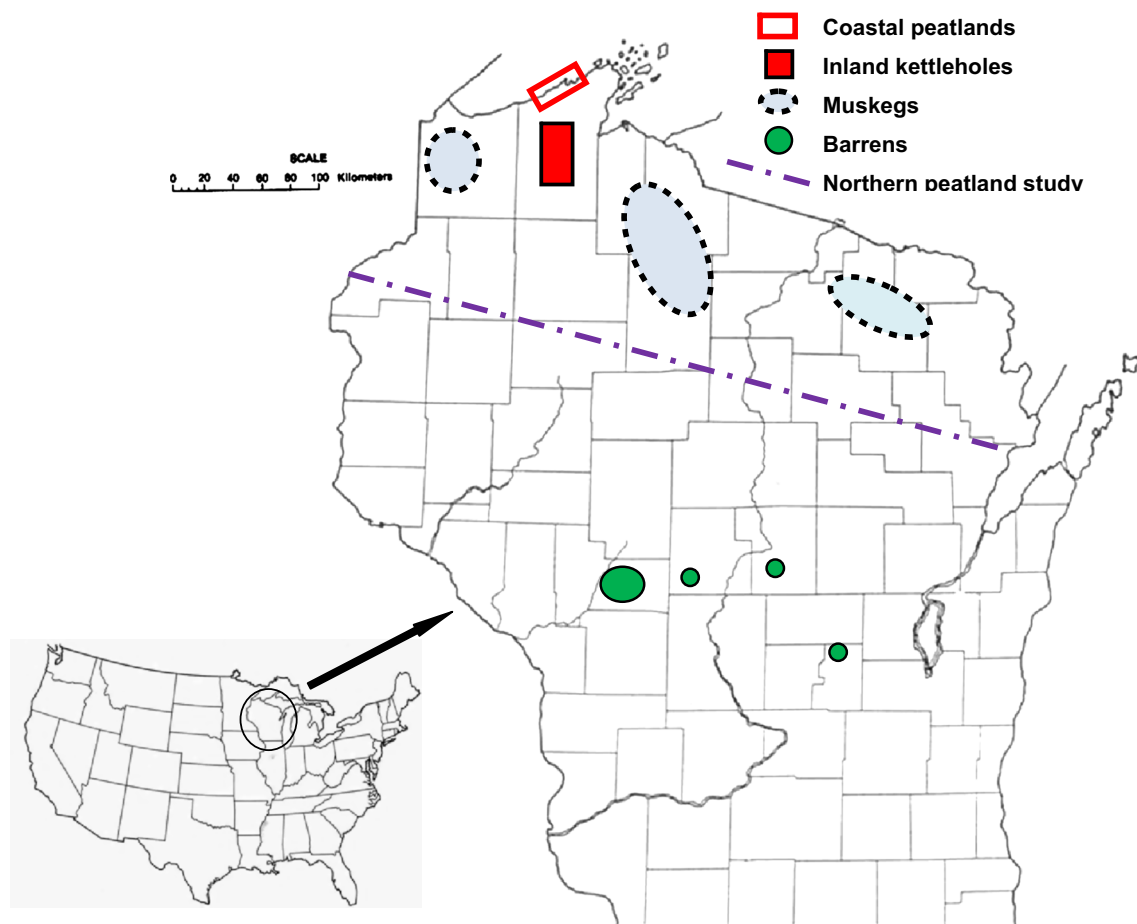 Coastal peatlands
Inland kettleholes
Muskegs
Barrens
Northern peatland study
SCALE
0 20 40 60 80 100 Kilometers